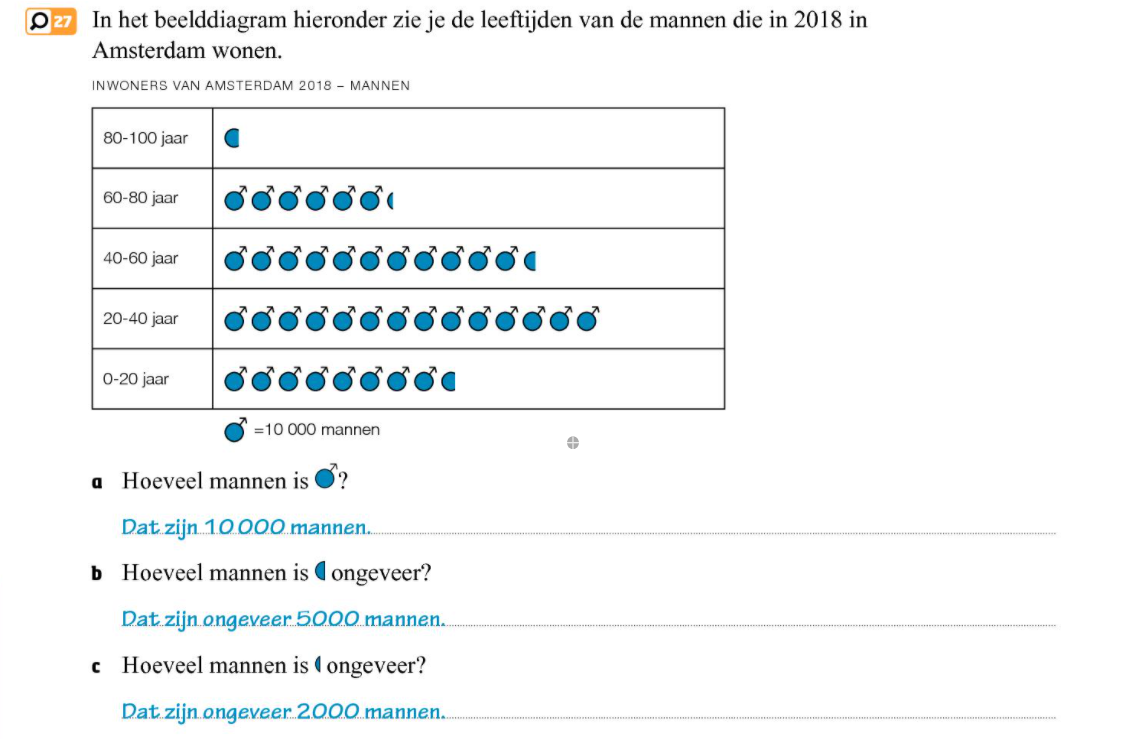 27 In het beelddiagram hieronder zie je de leeftijden van de mannen die in 2018 in
Amsterdam wonen.
INWONERS VAN AMSTERDAM 2018 – MANNEN
80-100 jaar
60-80 jaar
40-60 jaar
20-40 jaar
0-20 jaar
=10 000 mannen
a Hoeveel mannen is ?
Dat zijn 10 000 mannen.
b Hoeveel mannen is ongeveer?
Dat zijn ongeveer 5000 mannen.
c Hoeveel mannen is ongeveer?
Dat zijn ongeveer 2000 mannen.